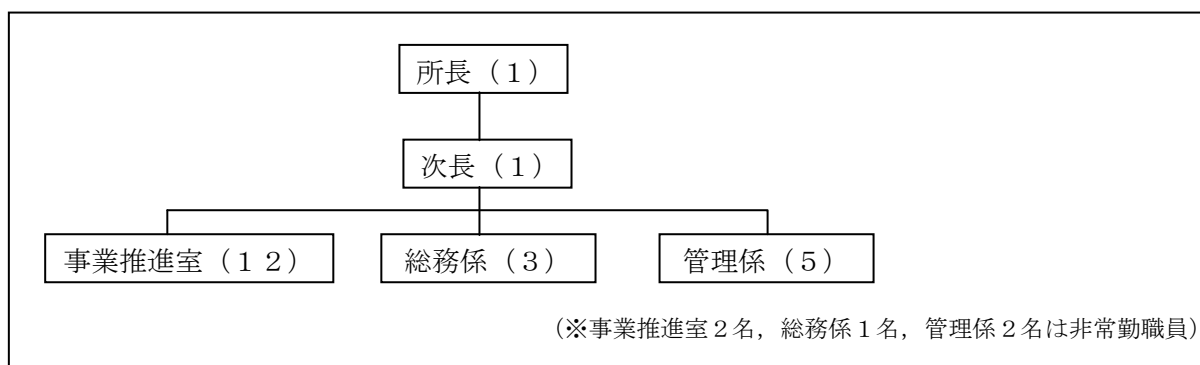 所長（１）
次長（１）
事業推進室（１２）
総務係（３）
管理係（５）
（※事業推進室２名，総務係１名，管理係２名は非常勤職員）